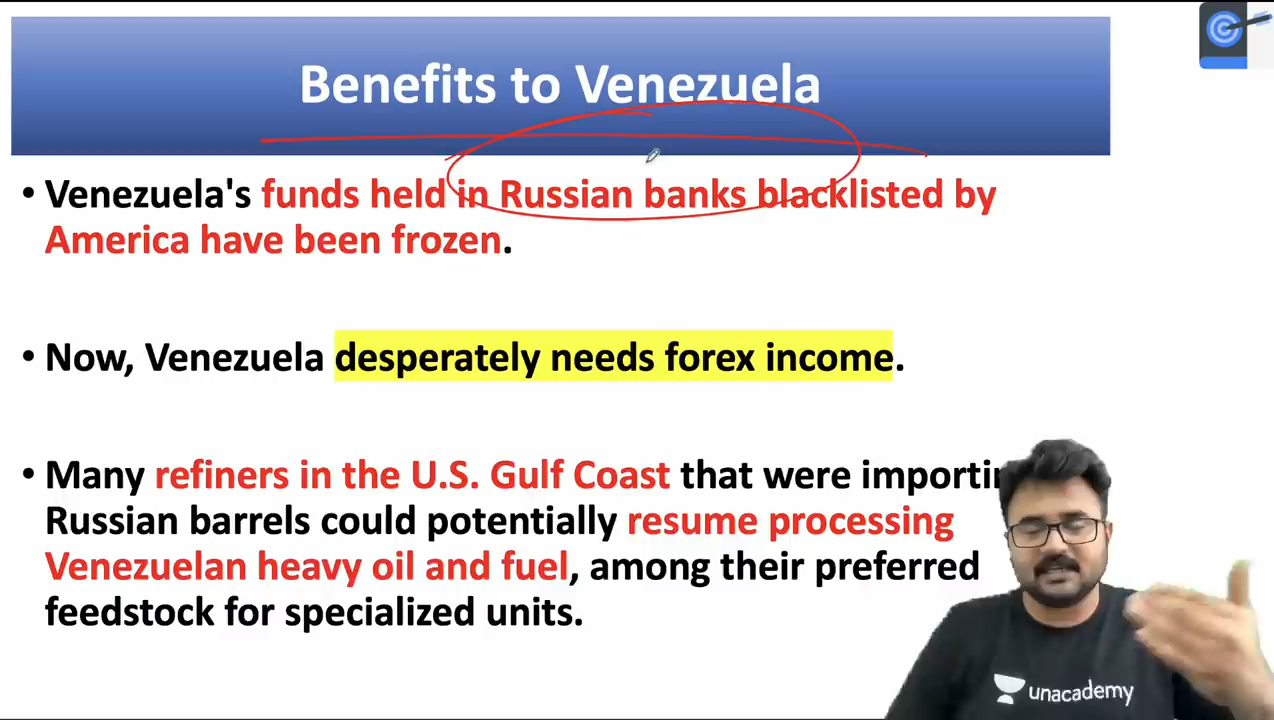 Benefits to Venezuela
• Venezuela's funds held in Russian banks blacklisted by
America have been frozen.
• Now, Venezuela desperately needs forex income.
• Many refiners in the U.S. Gulf Coast that were importin
Russian barrels could potentially resume processing
Venezuelan heavy oil and fuel, among their preferred
feedstock for specialized units.
unacademy